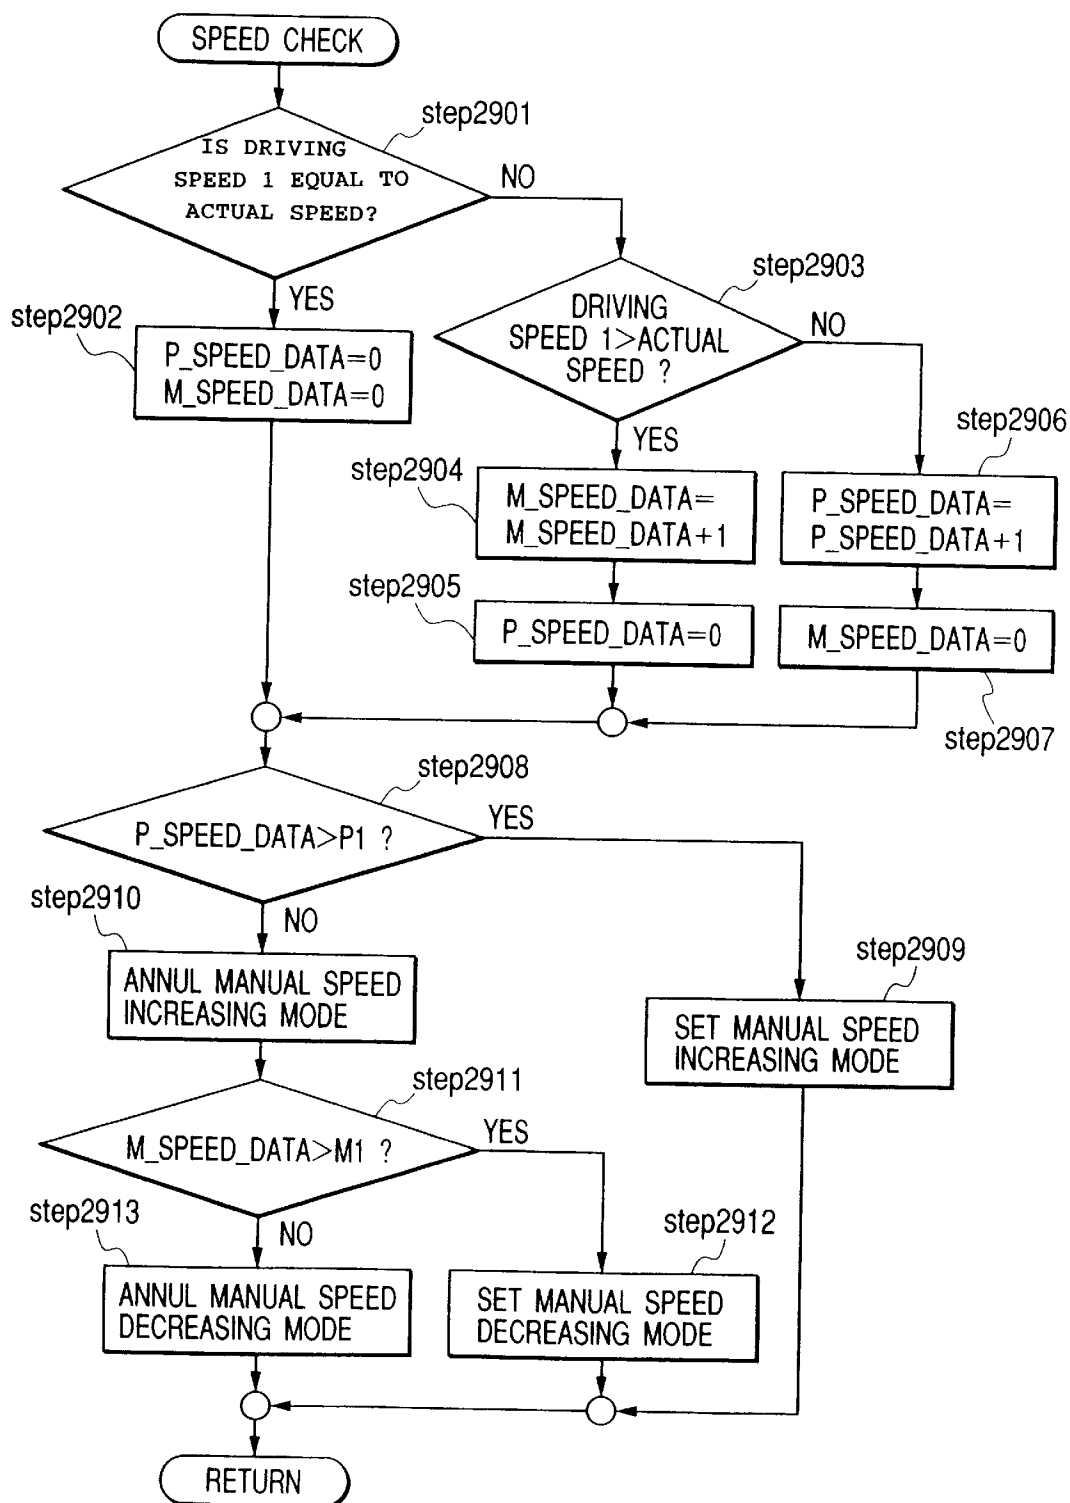 SPEED CHECK
step2901
IS DRIVING
SPEED 1 EQUAL TO
ACTUAL SPEED?
NO
YES
step2902
P_SPEED_DATA=0
M_SPEED_DATA=0
step2903
DRIVING
SPEED 1>ACTUAL
SPEED ?
NO
YES
step2904
M_SPEED_DATA=
M_SPEED_DATA+1
step2906
P_SPEED_DATA=
P_SPEED_DATA+1
step2905
P_SPEED_DATA=0
M_SPEED_DATA=0
step2907
step2908
P_SPEED_DATA>P1 ?
YES
NO
step2910
ANNUL MANUAL SPEED
INCREASING MODE
step2909
SET MANUAL SPEED
INCREASING MODE
step2911
M_SPEED_DATA>M1 ?
YES
NO
step2913
ANNUL MANUAL SPEED
DECREASING MODE
step2912
SET MANUAL SPEED
DECREASING MODE
RETURN